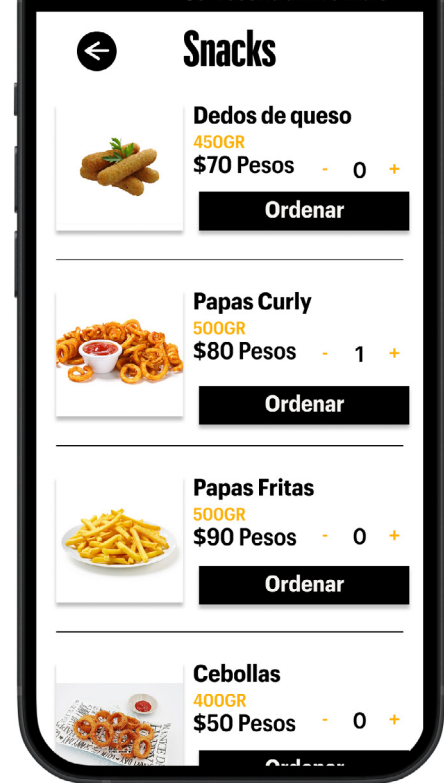 Snacks
Dedos de queso
450GR
$70 Pesos - 0 +
Ordenar
Papas Curly
500GR
$80 Pesos - 1 +
Ordenar
Papas Fritas
500GR
$90 Pesos - 0 +
Ordenar
Cebollas
400GR
$50 Pesos - 0 +
Ordenar